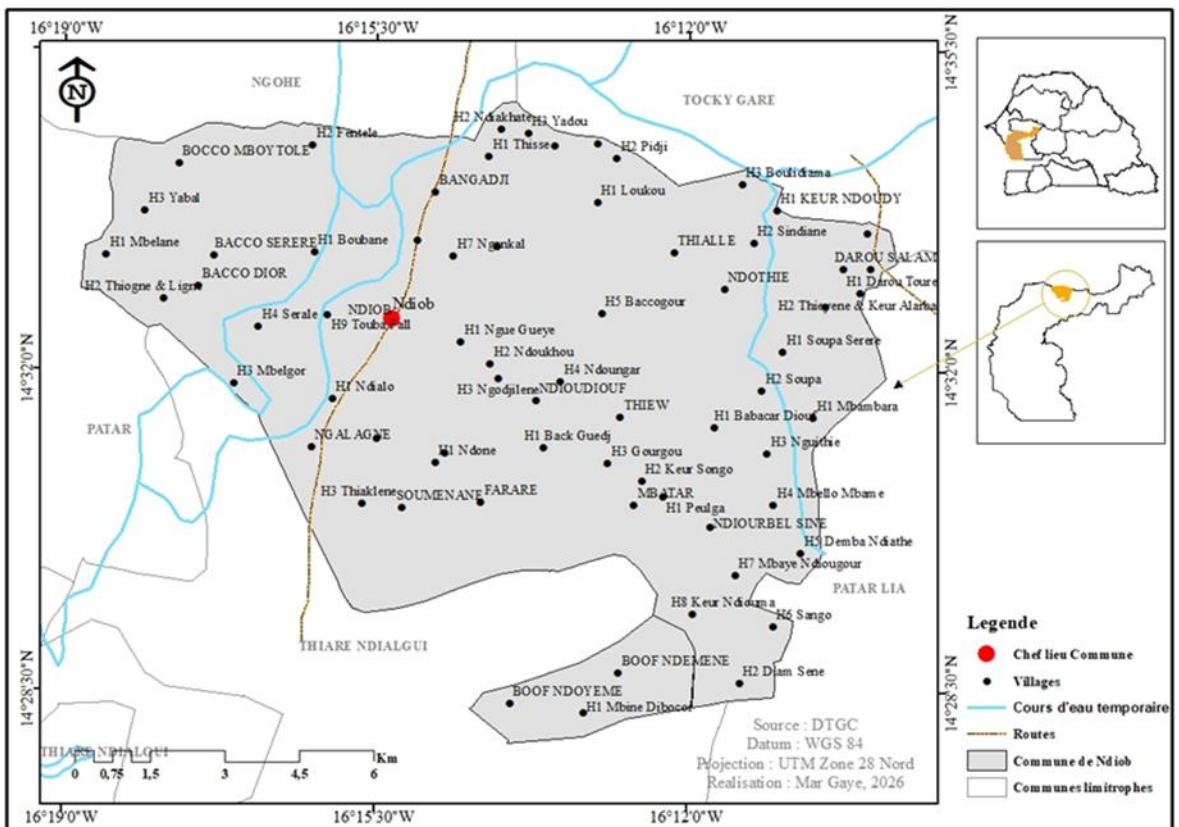 16°19'0"W
16°15'30"W
16°12'0"W
14°35'30"N
N
NGOHE
TOCKY GARE
H2 Ndiakhate
H3 Yadou
H2 Fentele
H1 Thisse
H2 Pidji
BOCCO MBOYTOLE
H3 Boulidiama
BANGADJI
H1 Loukou
H3 Yabal
H1 KEUR NDOUDY
H2 Sindiane
H1 Mbelane
BACCO SERERE
H1 Boubane
H7 Ngankal
THIALLE
DAROU SALAM
BACCO DIOR
NDOTHIE
H1 Darou Toure
H2 Thiogne & Ligne
Ndiob
H5 Baccogour
H4 Serale
NDIOB
H9 Touba Fall
H1 Ngue Gueye
H1 Soupa Serere
H2 Ndoukhou
14°32'0"N
14°32'0"N
H3 Mbelgor
H4 Ndoungar
H3 Ngodjilene
NDIOUDIOUF
H2 Soupa
H1 Ndialo
THIEW
H1 Babacar Diouf
H1 Mbambara
PATAR
NGALAGNE
H1 Ndone
H1 Back Guedj
H3 Gourgou
H3 Nguithie
H2 Keur Songo
H3 Thiaklene
SOUMENANE
FARARE
MBATAR
H1 Peulga
H4 Mbello Mbame
NDIOURBEL SINE
H5 Demba Ndiathe
H7 Mbaye Ndiougour
PATAR LIA
H8 Keur Ndiouma
H6 Sango
THIARE NDIALGUI
BOOF NDEMENE
H2 Diam Sene
BOOF NDOYEME
H1 Mbine Dibocor
14°28'30"N
14°28'30"N
THIARE NDIALGUI
Km
0 0,75 1,5 3 4,5 6
Source : DTGC
Datum : WGS 84
Projection : UTM Zone 28 Nord
Realisation : Mar Gaye, 2026
16°19'0"W
16°15'30"W
16°12'0"W
Legende
Chef lieu Commune
Villages
Cours d'eau temporaire
Routes
Commune de Ndiob
Communes limitrophes